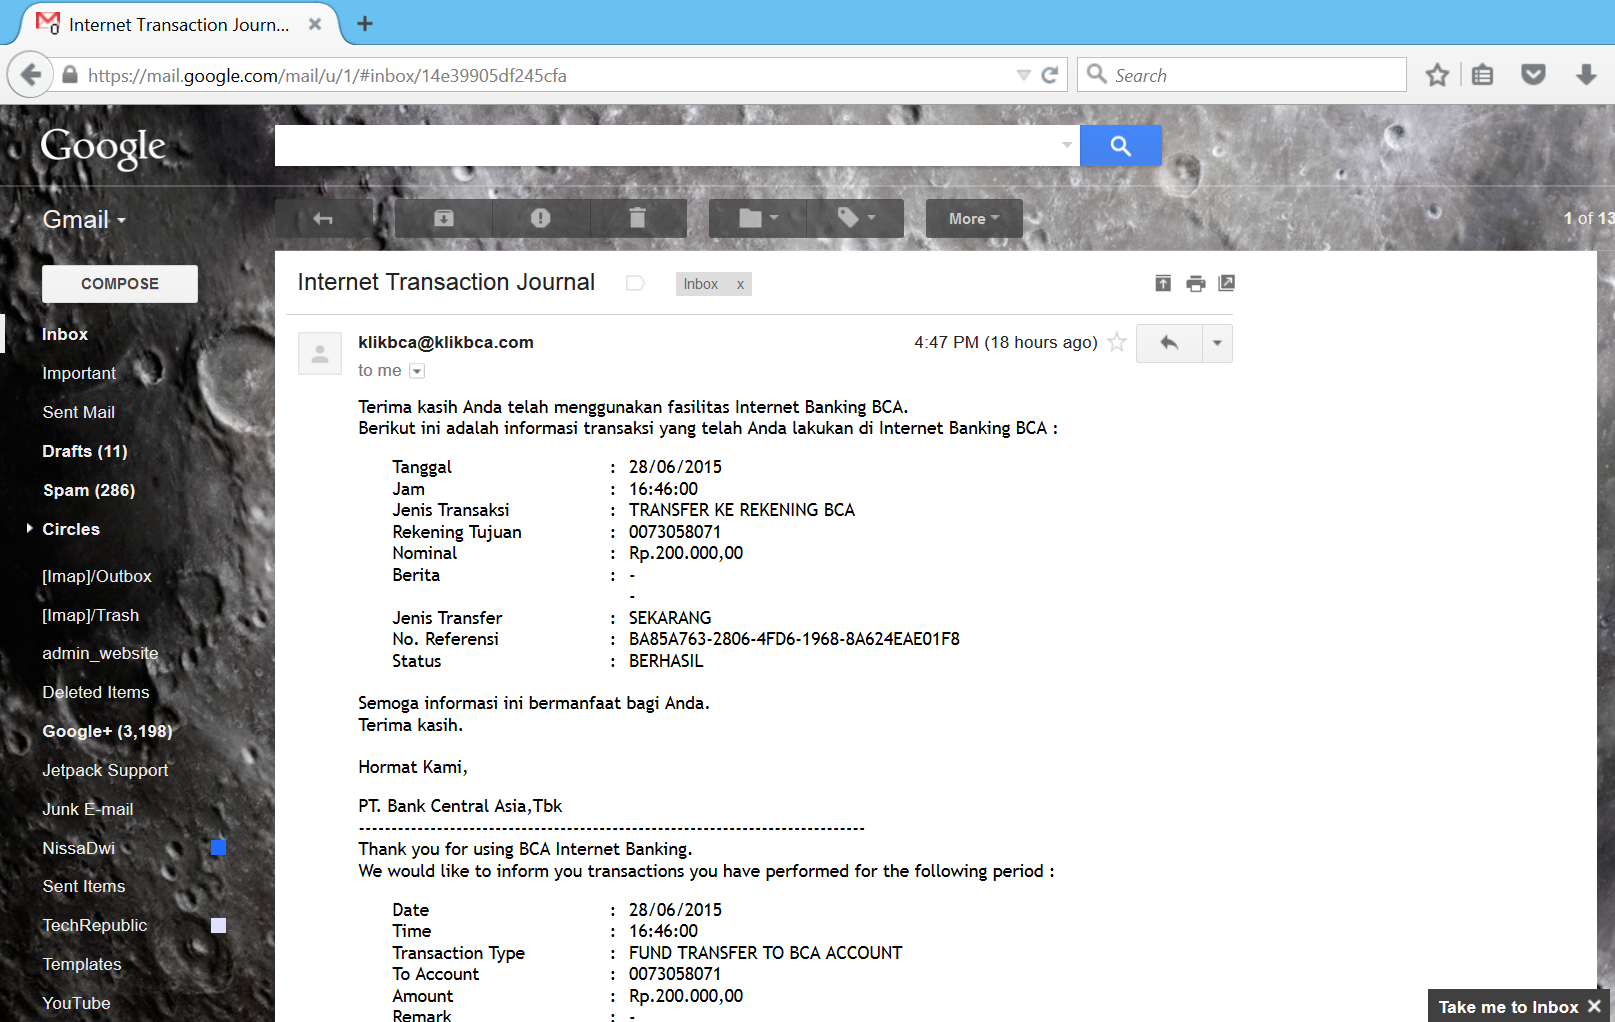 Internet Transaction Journ...
https://mail.google.com/mail/u/1/#inbox/14e39905df245cfa
Search
Google
Gmail
More
1 of 13
COMPOSE
Internet Transaction Journal
Inbox x
Inbox
Important
Sent Mail
Drafts (11)
Spam (286)
Circles
[Imap]/Outbox
[Imap]/Trash
admin_website
Deleted Items
Google+ (3,198)
Jetpack Support
Junk E-mail
NissaDwi
Sent Items
TechRepublic
Templates
YouTube
klikbca@klikbca.com
4:47 PM (18 hours ago)
to me
Terima kasih Anda telah menggunakan fasilitas Internet Banking BCA.
Berikut ini adalah informasi transaksi yang telah Anda lakukan di Internet Banking BCA :
Tanggal : 28/06/2015
Jam : 16:46:00
Jenis Transaksi : TRANSFER KE REKENING BCA
Rekening Tujuan : 0073058071
Nominal : Rp.200.000,00
Berita : -
-
Jenis Transfer : SEKARANG
No. Referensi : BA85A763-2806-4FD6-1968-8A624EAE01F8
Status : BERHASIL
Semoga informasi ini bermanfaat bagi Anda.
Terima kasih.
Hormat Kami,
PT. Bank Central Asia,Tbk
------------------------------------------------------------------------------
Thank you for using BCA Internet Banking.
We would like to inform you transactions you have performed for the following period :
Date : 28/06/2015
Time : 16:46:00
Transaction Type : FUND TRANSFER TO BCA ACCOUNT
To Account : 0073058071
Amount : Rp.200.000,00
Remark : -
Take me to Inbox